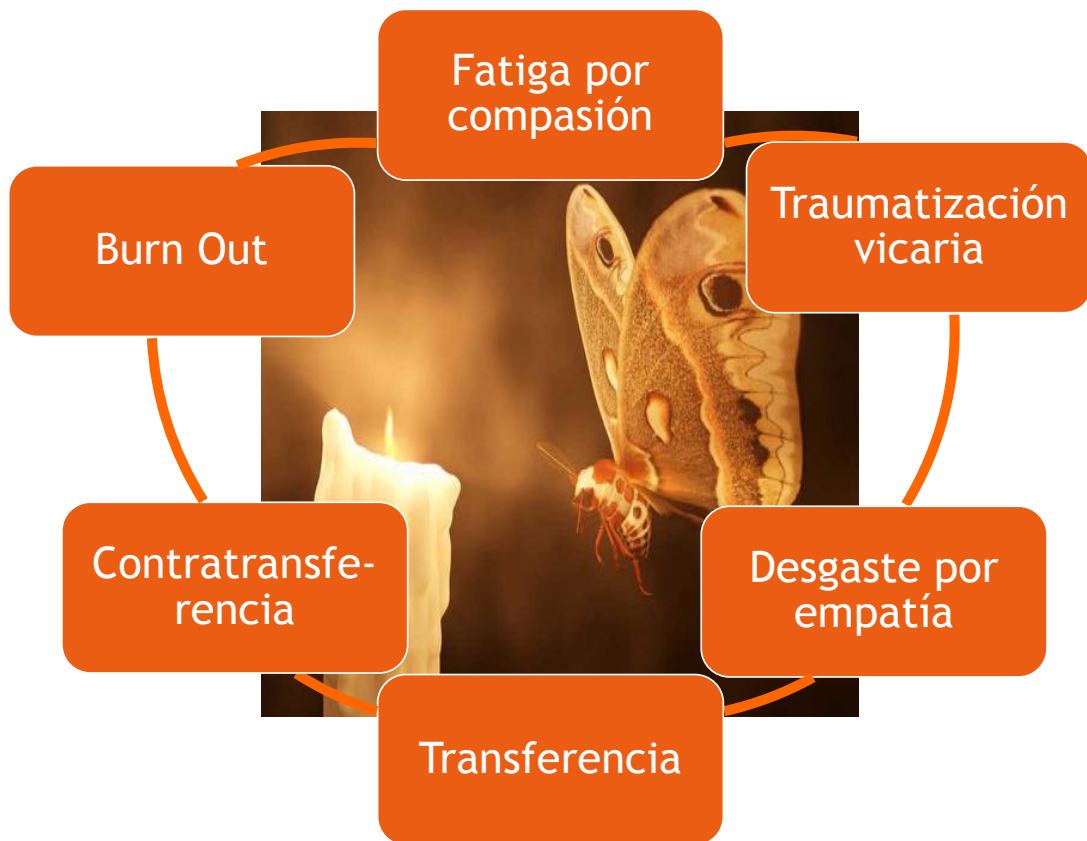 Fatiga por
compasión
Traumatización
vicaria
Desgaste por
empatía
Transferencia
Contratransfe-
rencia
Burn Out